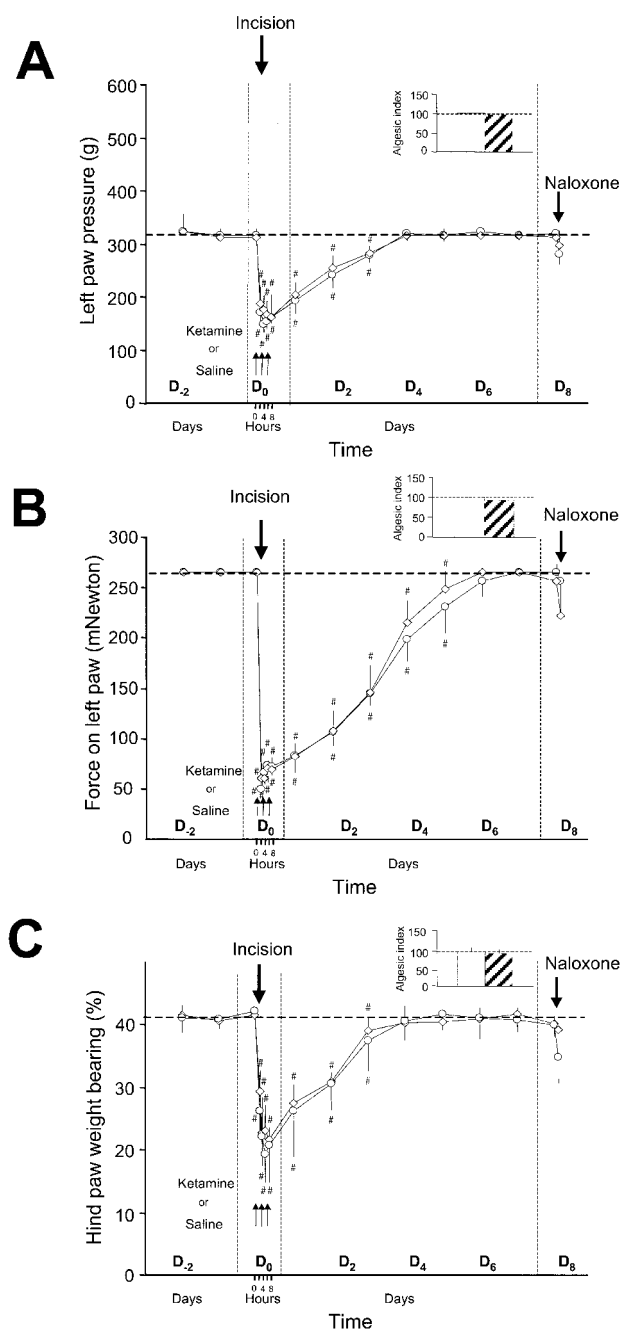 Incision
A
600
500
400
300
200
100
0
Left paw pressure (g)
150
100
50
0
Algesic index
Naloxone
# # # # # # #
# # # # # # #
Ketamine
or
Saline
D-2 D0 D2 D4 D6 D8
0 4 8
Days Hours Days
Time
Incision
B
300
250
200
150
100
50
0
Force on left paw (mNewton)
150
100
50
0
Algesic index
Naloxone
# # # # # # # # #
# # # # # # # #
Ketamine
or
Saline
D-2 D0 D2 D4 D6 D8
0 4 8
Days Hours Days
Time
Incision
C
40
30
20
10
0
Hind paw weight bearing (%)
150
100
50
0
Algesic index
Naloxone
# # # # # # #
# # # # # #
Ketamine
or
Saline
D-2 D0 D2 D4 D6 D8
0 4 8
Days Hours Days
Time